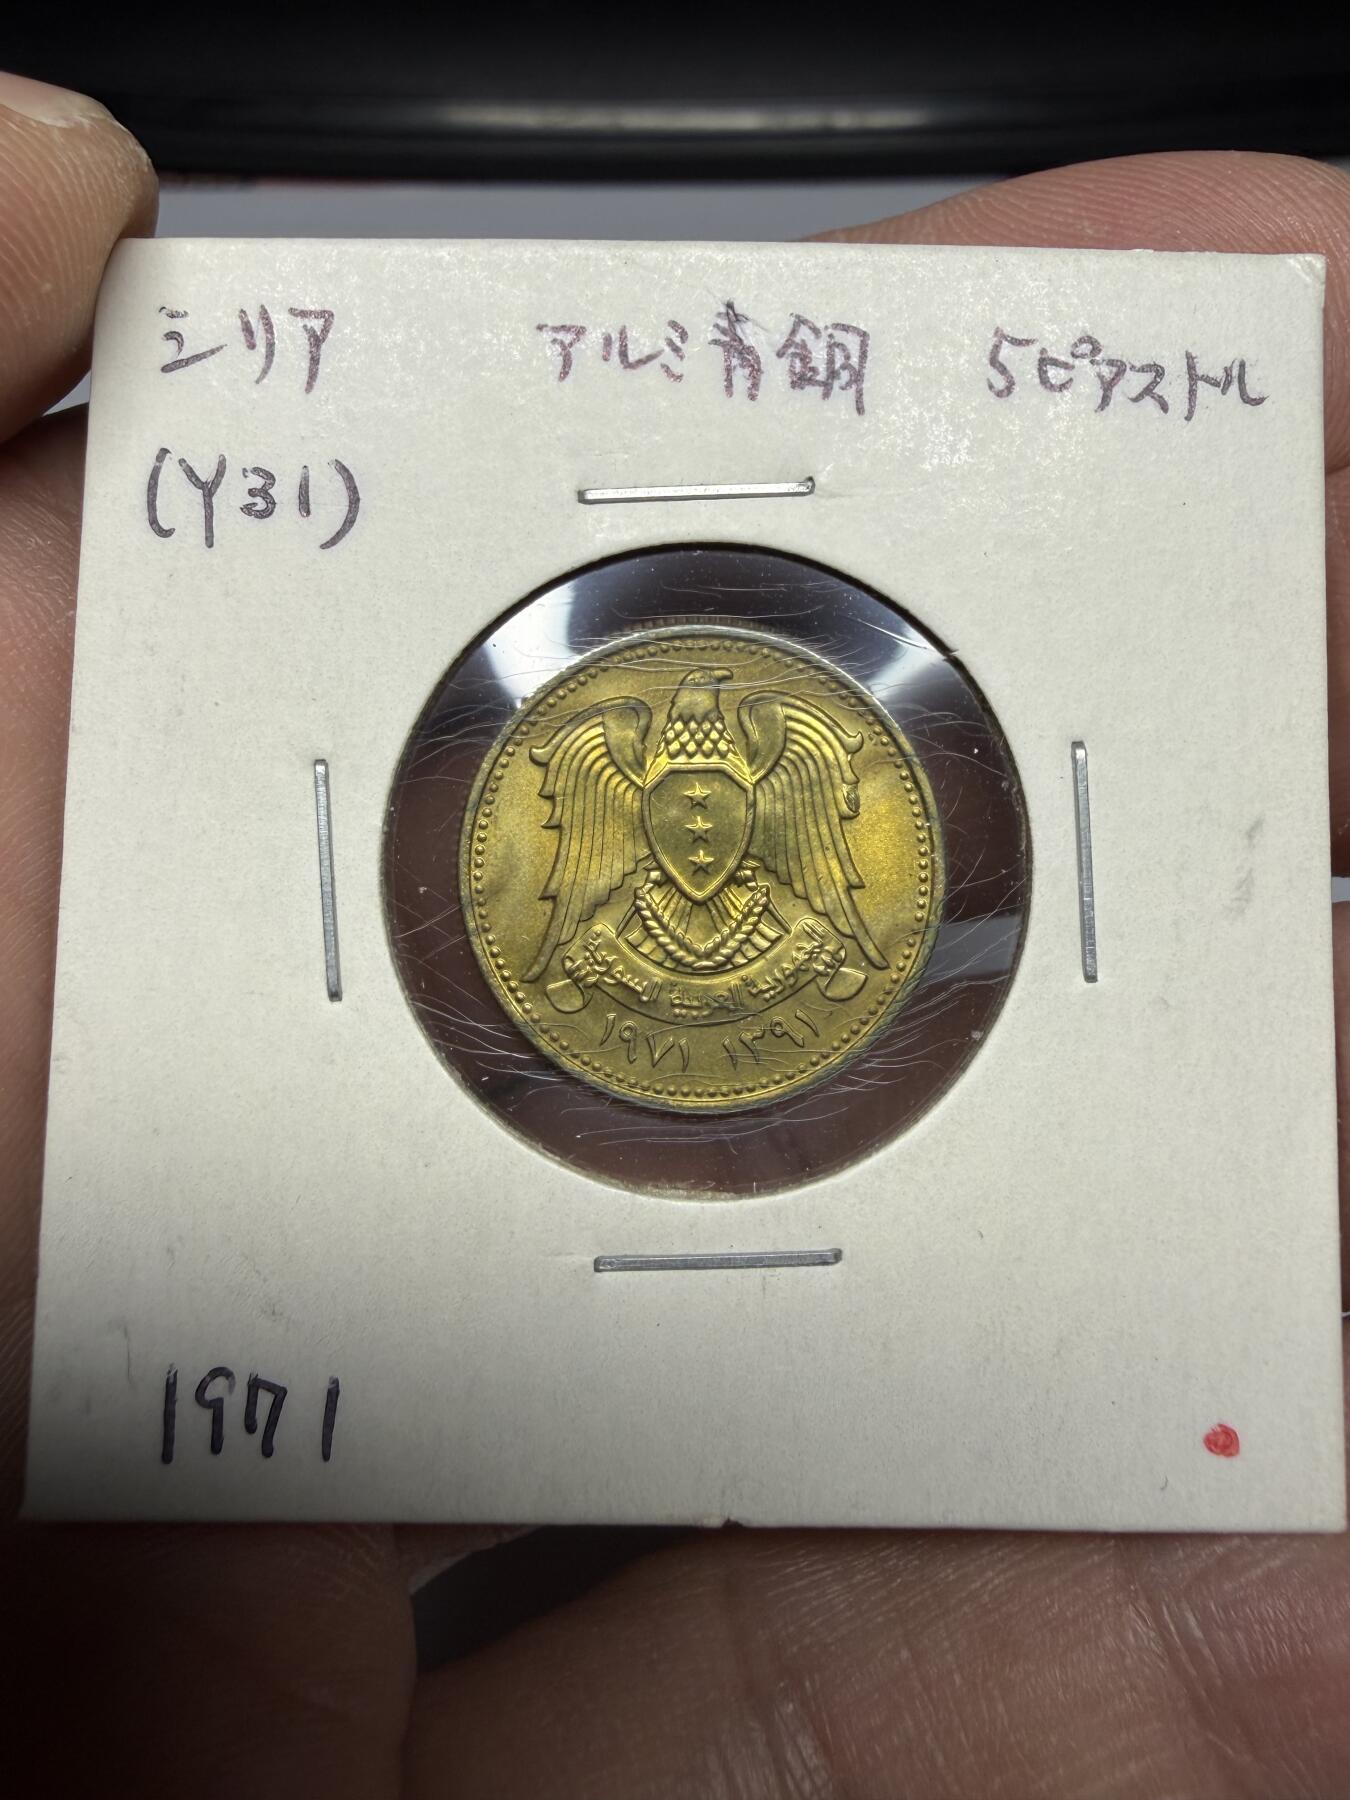 シリア アルミ青銅 5ピアストル
(Y31)
الجمهورية العربية السورية
١٩٧١ ١٣٩١
1971